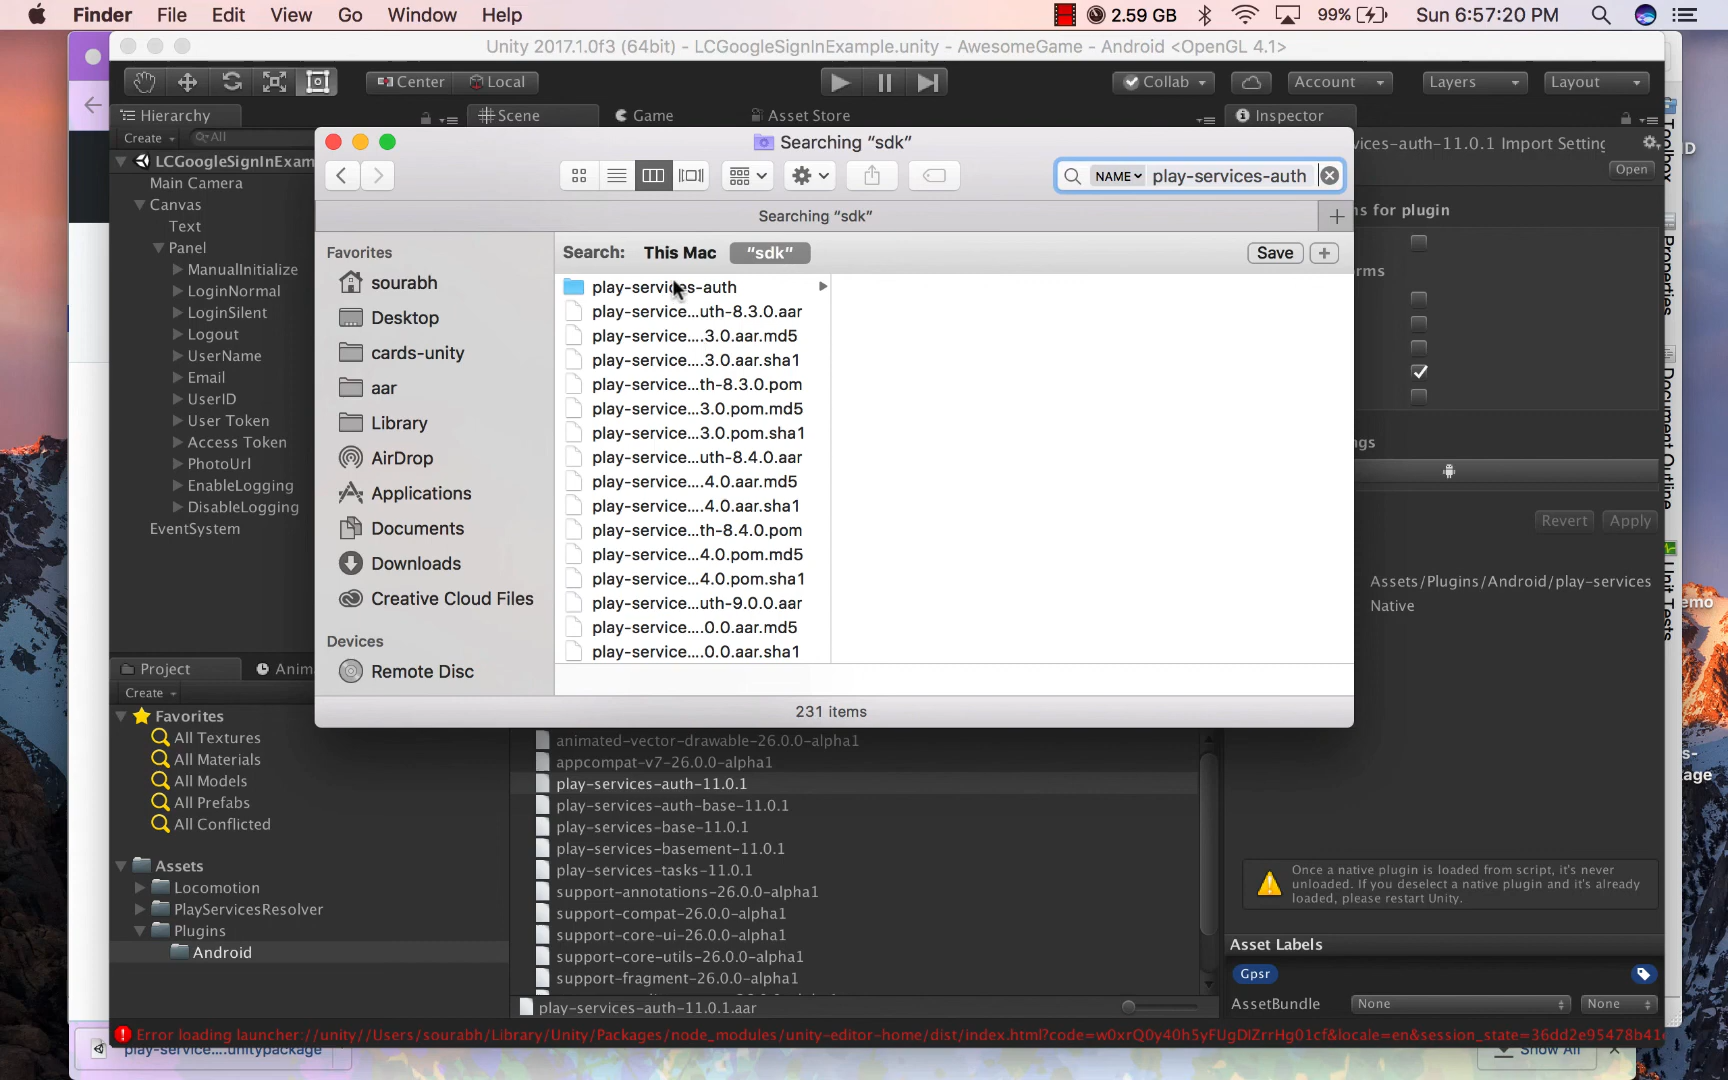 Finder File Edit View Go Window Help 2.59 GB 99% Sun 6:57:20 PM
Unity 2017.1.0f3 (64bit) - LCGoogleSignInExample.unity - AwesomeGame - Android <OpenGL 4.1>
Center Local Collab Account Layers Layout
Hierarchy Scene Game Asset Store Inspector
Create All
LCGoogleSignInExam
Main Camera
Canvas
Text
Panel
ManualInitialize
LoginNormal
LoginSilent
Logout
UserName
Email
UserID
User Token
Access Token
PhotoUrl
EnableLogging
DisableLogging
EventSystem
Searching “sdk”
NAME play-services-auth
Searching “sdk”
Favorites
sourabh
Desktop
cards-unity
aar
Library
AirDrop
Applications
Documents
Downloads
Creative Cloud Files
Devices
Remote Disc
Search: This Mac “sdk” Save +
play-services-auth
play-service...uth-8.3.0.aar
play-service....3.0.aar.md5
play-service....3.0.aar.sha1
play-service...th-8.3.0.pom
play-service...3.0.pom.md5
play-service...3.0.pom.sha1
play-service...uth-8.4.0.aar
play-service....4.0.aar.md5
play-service....4.0.aar.sha1
play-service...th-8.4.0.pom
play-service...4.0.pom.md5
play-service...4.0.pom.sha1
play-service...uth-9.0.0.aar
play-service....0.0.aar.md5
play-service....0.0.aar.sha1
231 items
vices-auth-11.0.1 Import Setting
Open
s for plugin
rms
ngs
Revert Apply
Assets/Plugins/Android/play-services
Native
Once a native plugin is loaded from script, it's never
unloaded. If you deselect a native plugin and it's already
loaded, please restart Unity.
Asset Labels
Gpsr
AssetBundle None None
Toolbox
Properties
Document Outline
Unit Tests
Project Anim
Create
Favorites
All Textures
All Materials
All Models
All Prefabs
All Conflicted
Assets
Locomotion
PlayServicesResolver
Plugins
Android
animated-vector-drawable-26.0.0-alpha1
appcompat-v7-26.0.0-alpha1
play-services-auth-11.0.1
play-services-auth-base-11.0.1
play-services-base-11.0.1
play-services-basement-11.0.1
play-services-tasks-11.0.1
support-annotations-26.0.0-alpha1
support-compat-26.0.0-alpha1
support-core-ui-26.0.0-alpha1
support-core-utils-26.0.0-alpha1
support-fragment-26.0.0-alpha1
play-services-auth-11.0.1.aar
Error loading launcher://unity//Users/sourabh/Library/Unity/Packages/node_modules/unity-editor-home/dist/index.html?code=w0xrQ0y40h5yFUgDlZrrHg01cf&locale=en&session_state=36dd2e95478b41
play-service....unitypackage
Show All